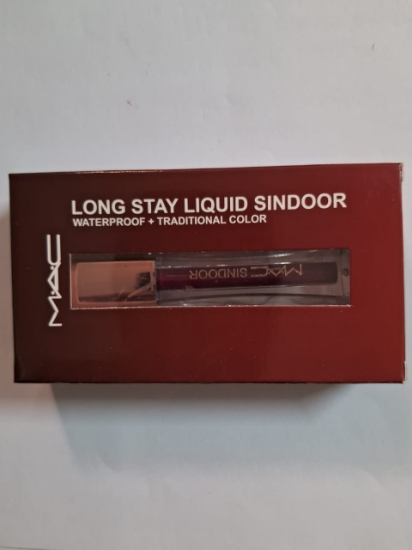 LONG STAY LIQUID SINDOOR
WATERPROOF + TRADITIONAL COLOR
MAC
MAC SINDOOR